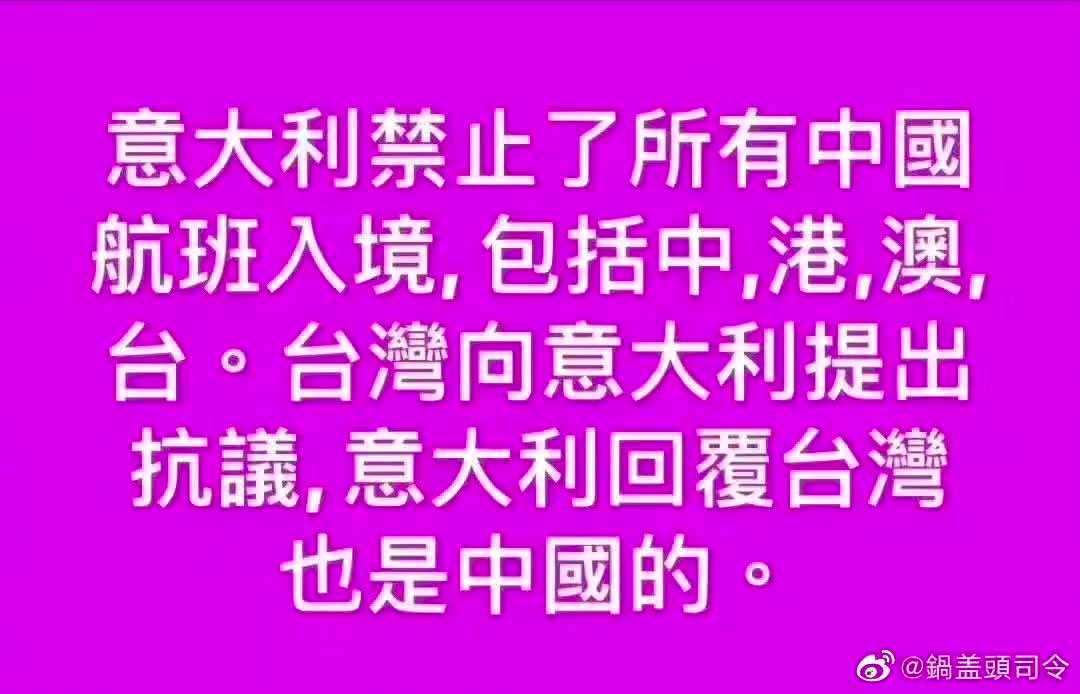 意大利禁止了所有中國
航班入境,包括中,港,澳,
台。台灣向意大利提出
抗議,意大利回覆台灣
也是中國的。
@鍋盖頭司令